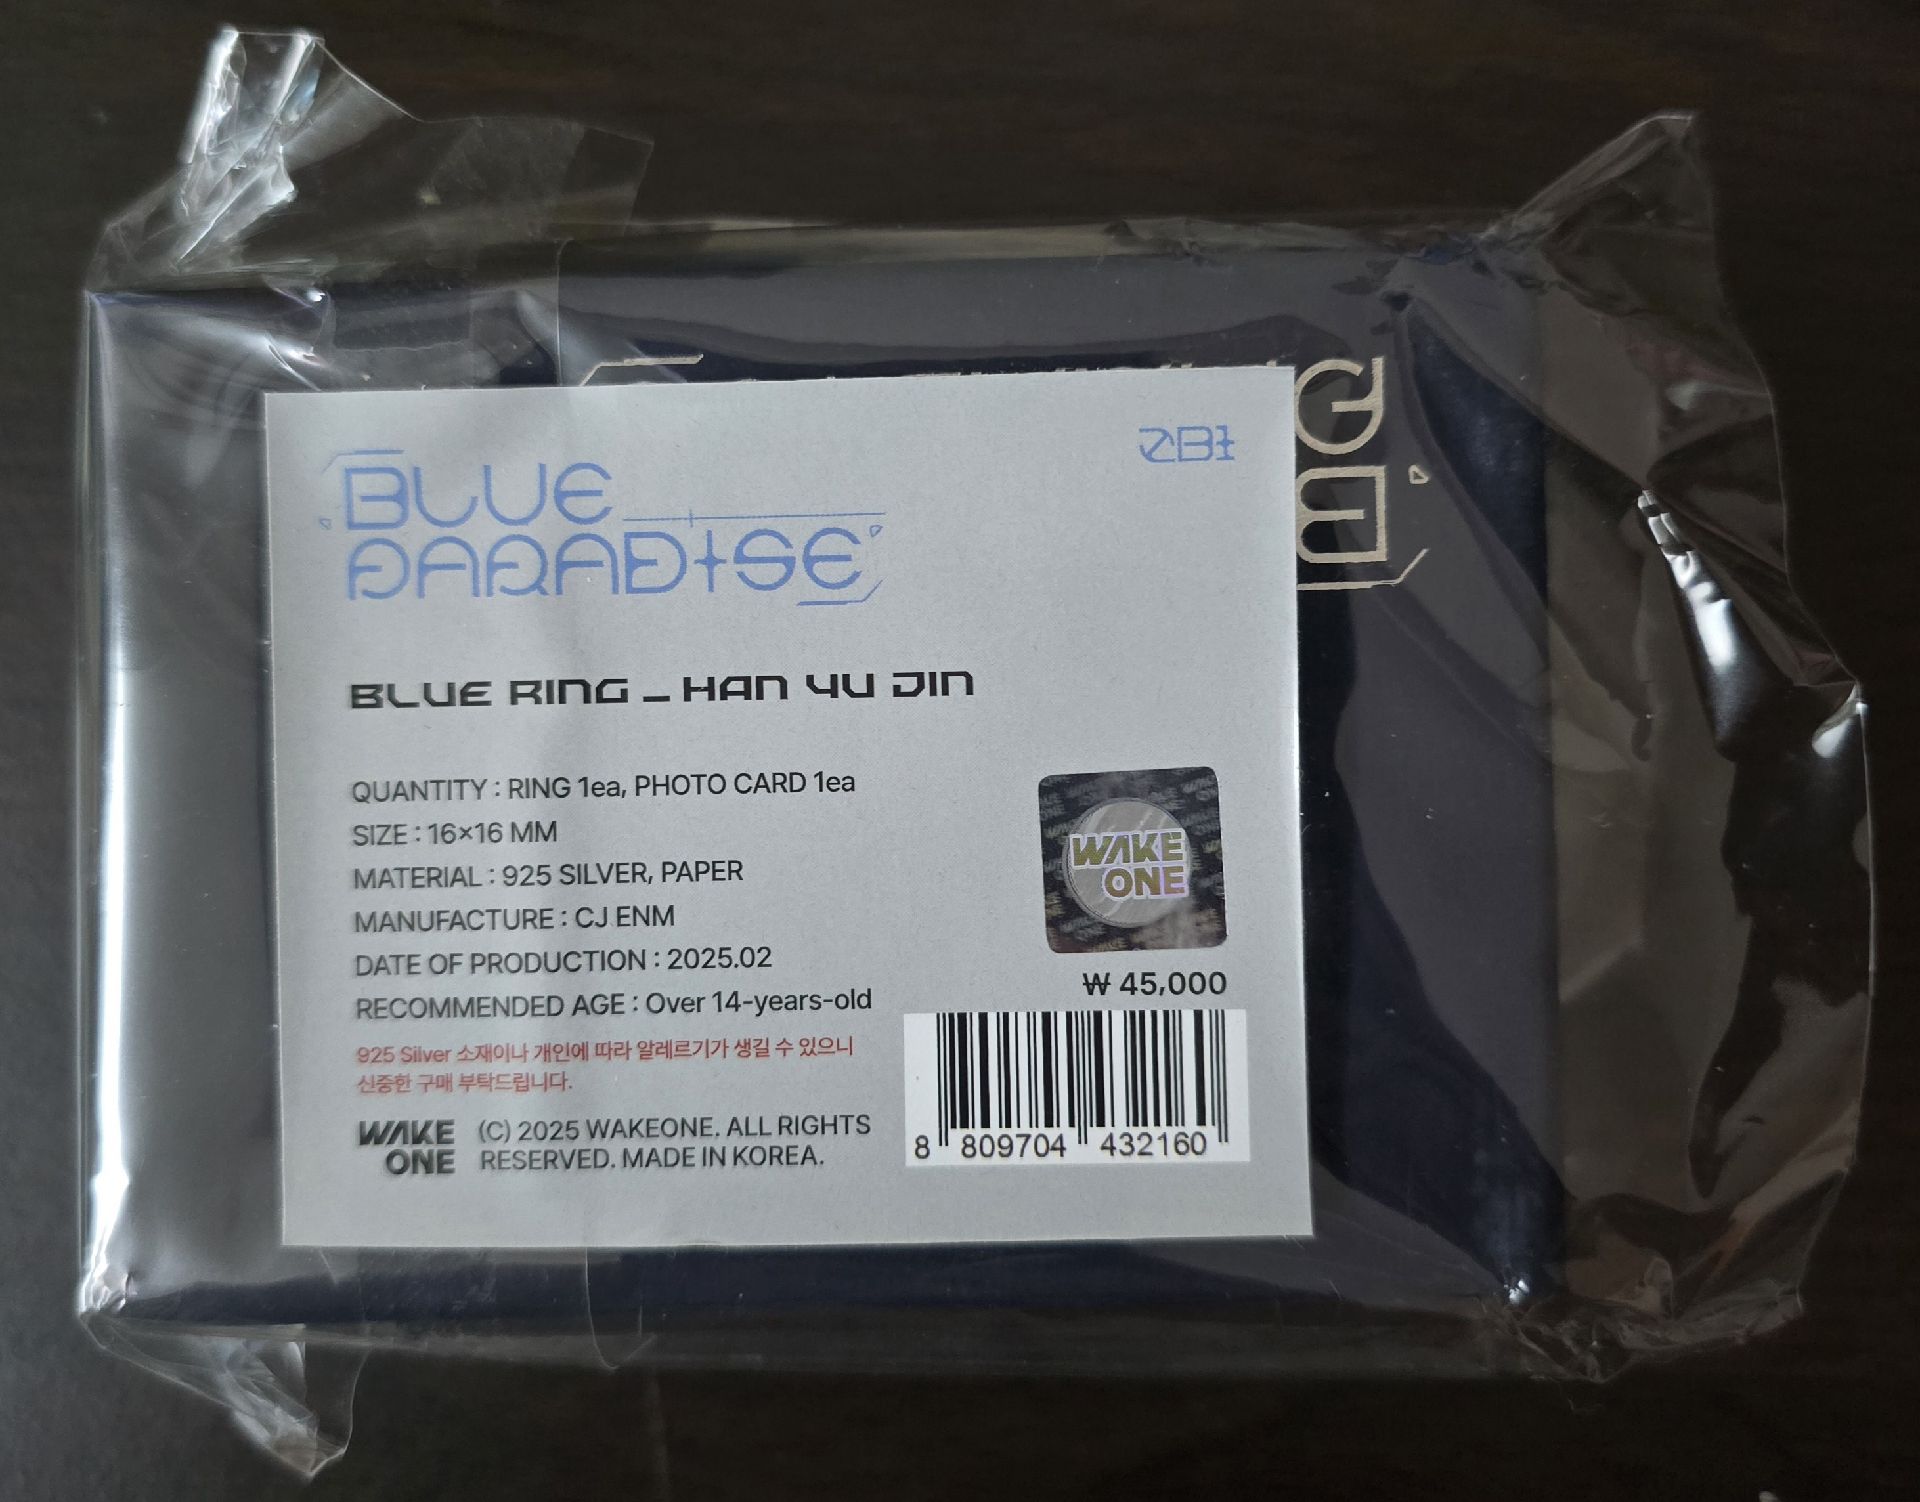 BLUE
PARADISE
ZB1
BLUE RING _ HAN YU JIN
QUANTITY : RING 1ea, PHOTO CARD 1ea
SIZE : 16×16 MM
MATERIAL : 925 SILVER, PAPER
MANUFACTURE : CJ ENM
DATE OF PRODUCTION : 2025.02
RECOMMENDED AGE : Over 14-years-old
925 Silver 소재이나 개인에 따라 알레르기가 생길 수 있으니
신중한 구매 부탁드립니다.
WAKE
ONE
(C) 2025 WAKEONE. ALL RIGHTS
RESERVED. MADE IN KOREA.
WAKE
ONE
₩ 45,000
8 809704 432160